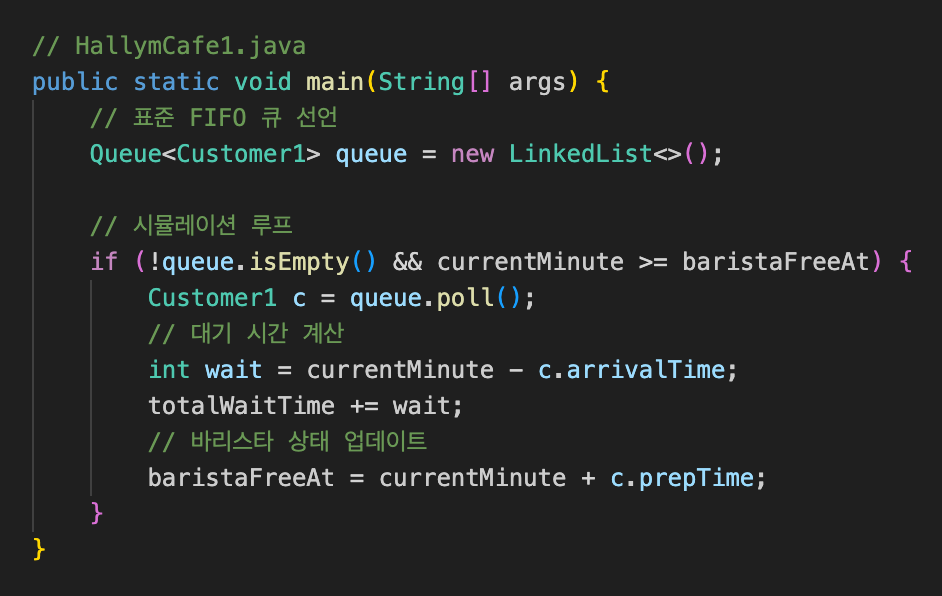 // HallymCafe1.java
public static void main(String[] args) {
    // 표준 FIFO 큐 선언
    Queue<Customer1> queue = new LinkedList<>();

    // 시뮬레이션 루프
    if (!queue.isEmpty() && currentMinute >= baristaFreeAt) {
        Customer1 c = queue.poll();
        // 대기 시간 계산
        int wait = currentMinute - c.arrivalTime;
        totalWaitTime += wait;
        // 바리스타 상태 업데이트
        baristaFreeAt = currentMinute + c.prepTime;
    }
}